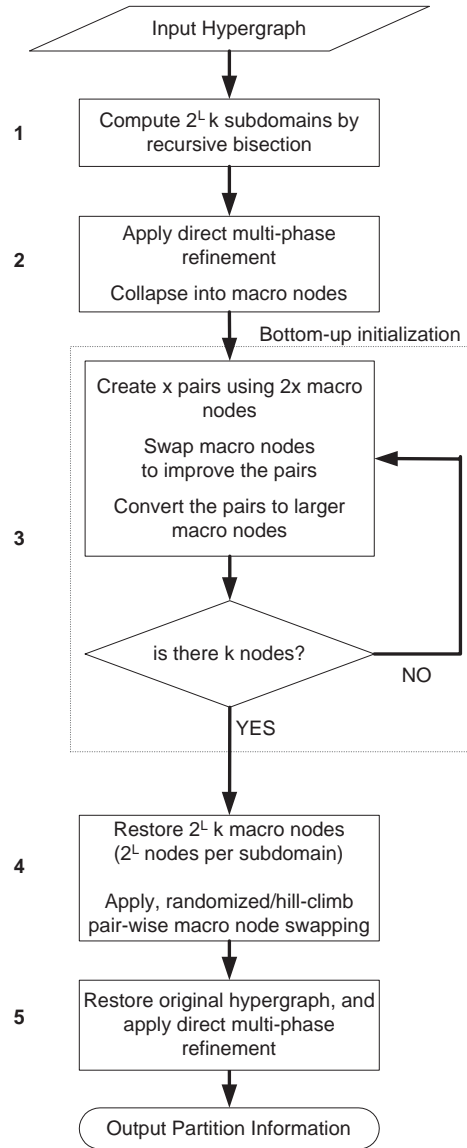 Input Hypergraph
1
Compute 2^L k subdomains by
recursive bisection
2
Apply direct multi-phase
refinement
Collapse into macro nodes
Bottom-up initialization
3
Create x pairs using 2x macro
nodes
Swap macro nodes
to improve the pairs
Convert the pairs to larger
macro nodes
is there k nodes?
NO
YES
4
Restore 2^L k macro nodes
(2^L nodes per subdomain)
Apply, randomized/hill-climb
pair-wise macro node swapping
5
Restore original hypergraph, and
apply direct multi-phase
refinement
Output Partition Information